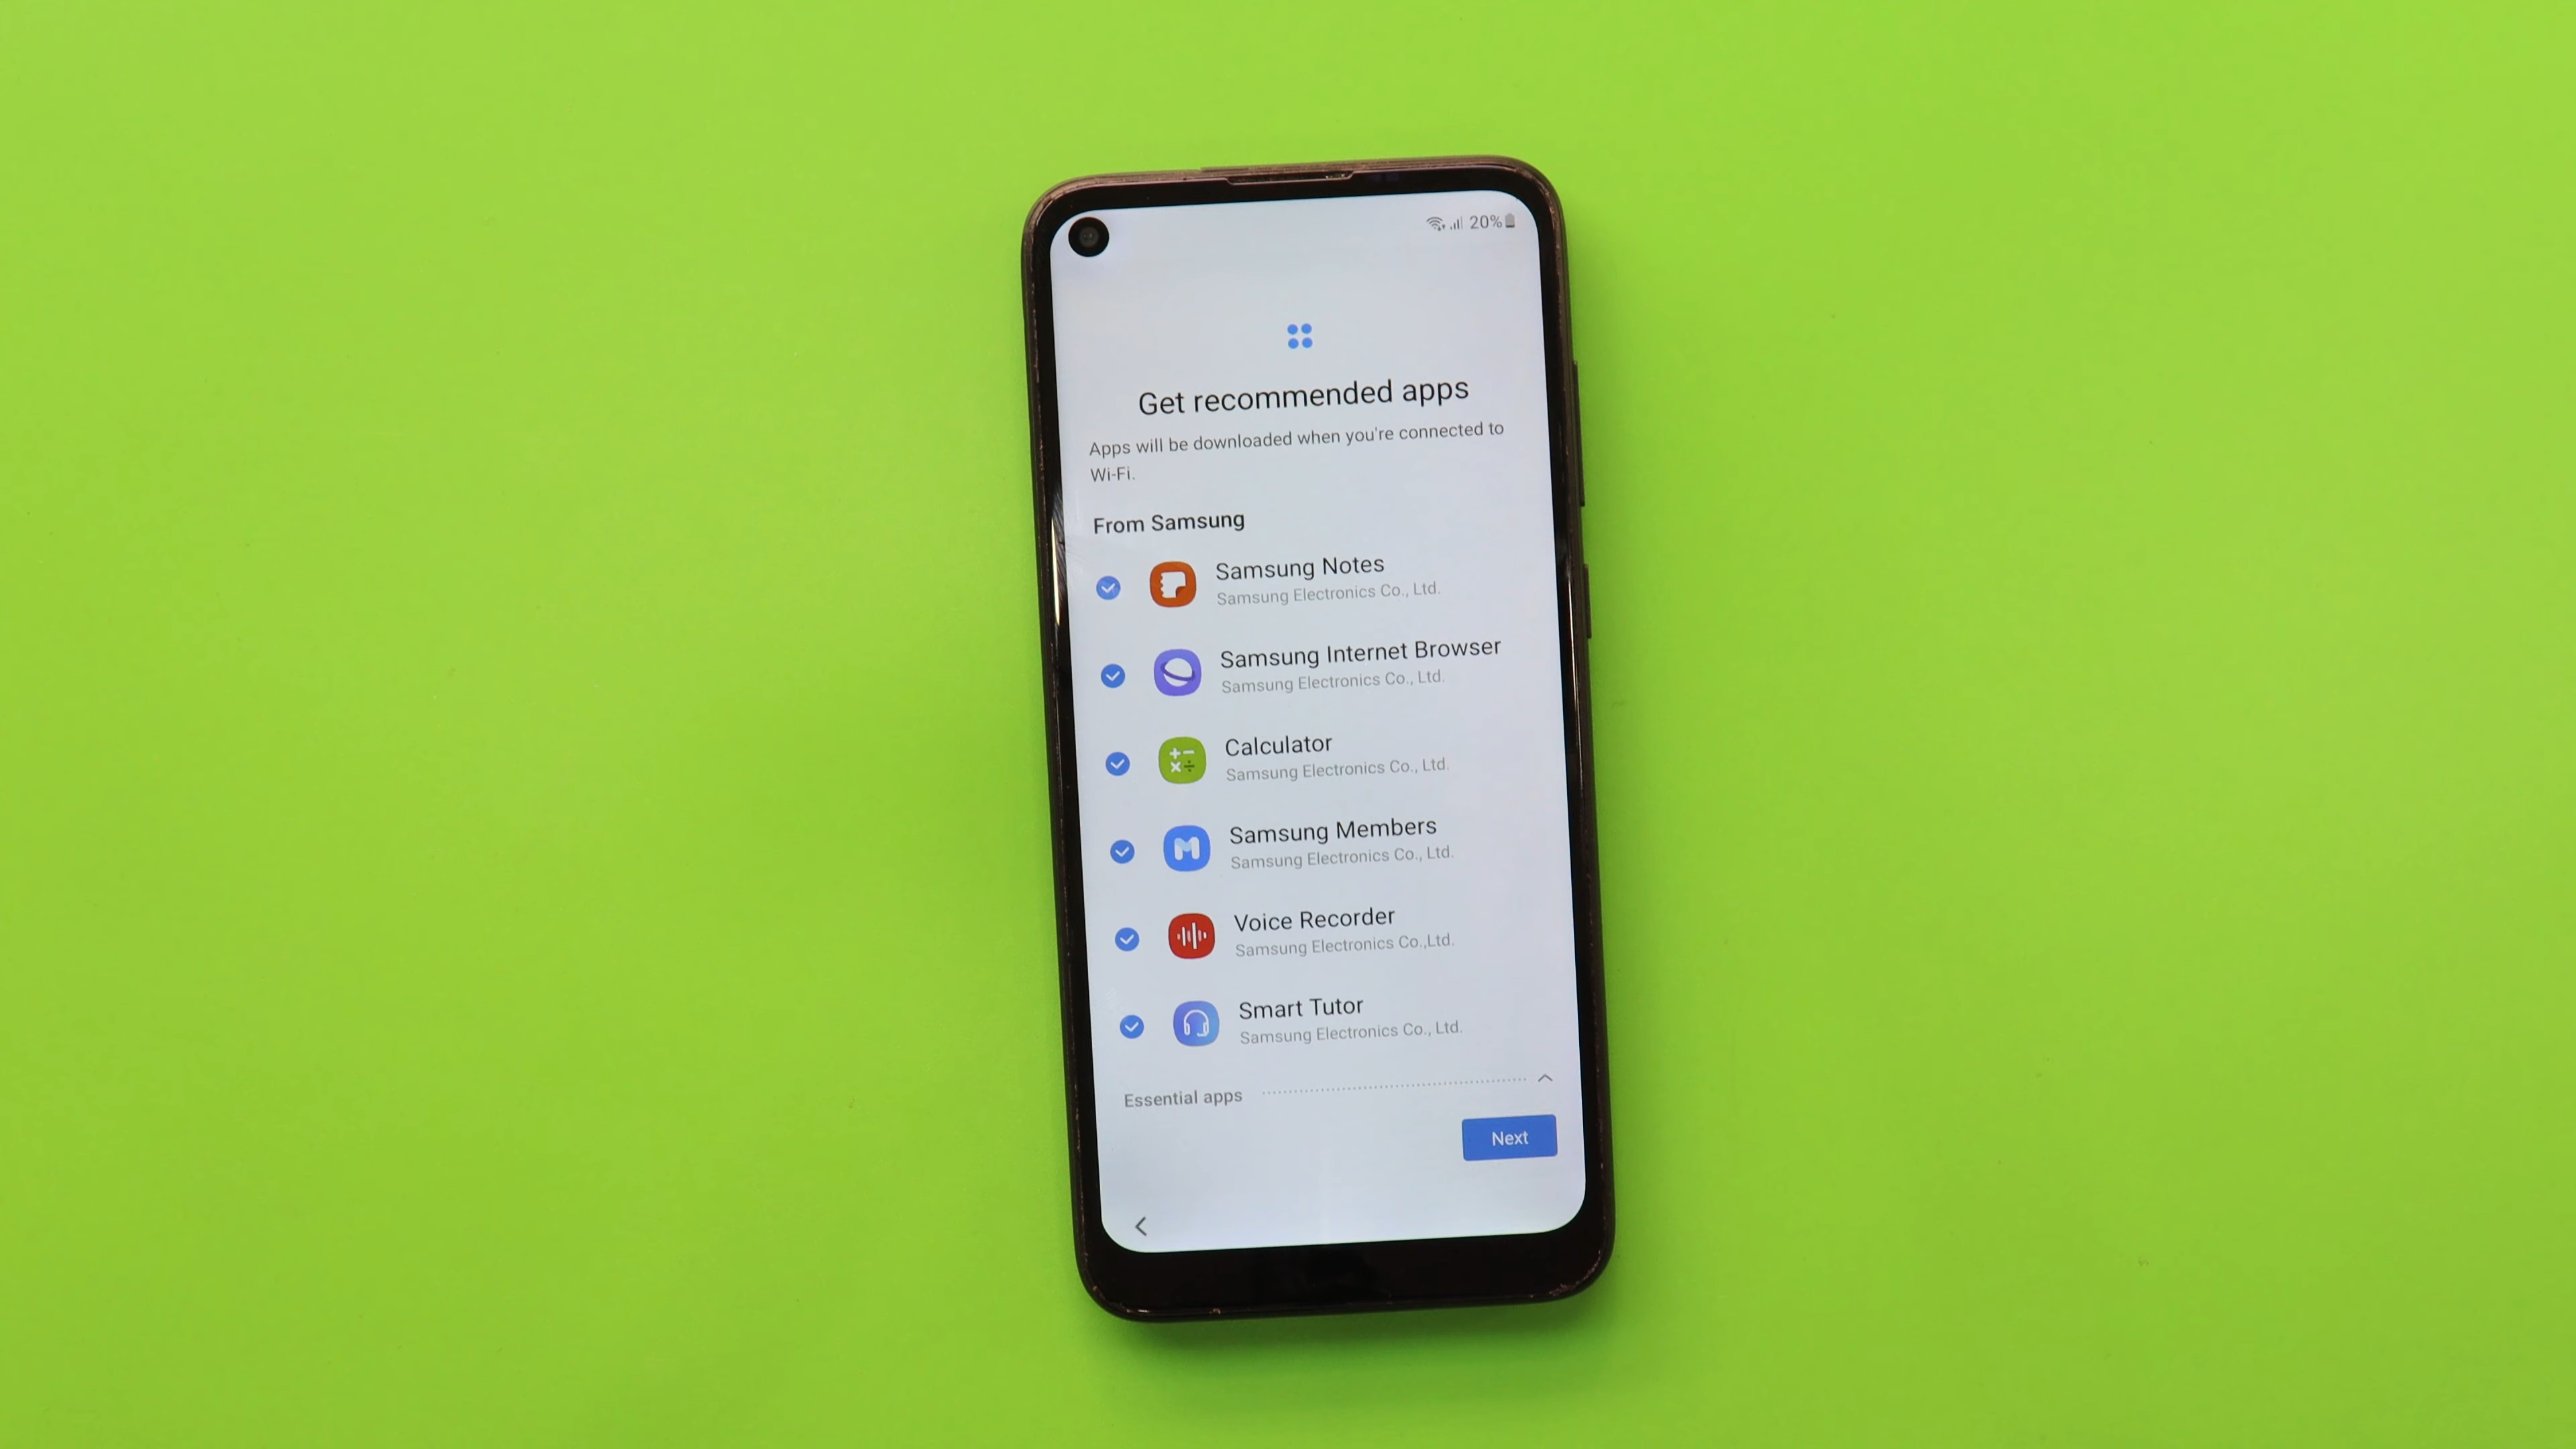 20%
Get recommended apps
Apps will be downloaded when you're connected to
Wi-Fi.
From Samsung
Samsung Notes
Samsung Electronics Co., Ltd.
Samsung Internet Browser
Samsung Electronics Co., Ltd.
Calculator
Samsung Electronics Co., Ltd.
Samsung Members
Samsung Electronics Co., Ltd.
Voice Recorder
Samsung Electronics Co.,Ltd.
Smart Tutor
Samsung Electronics Co., Ltd.
Essential apps
Next